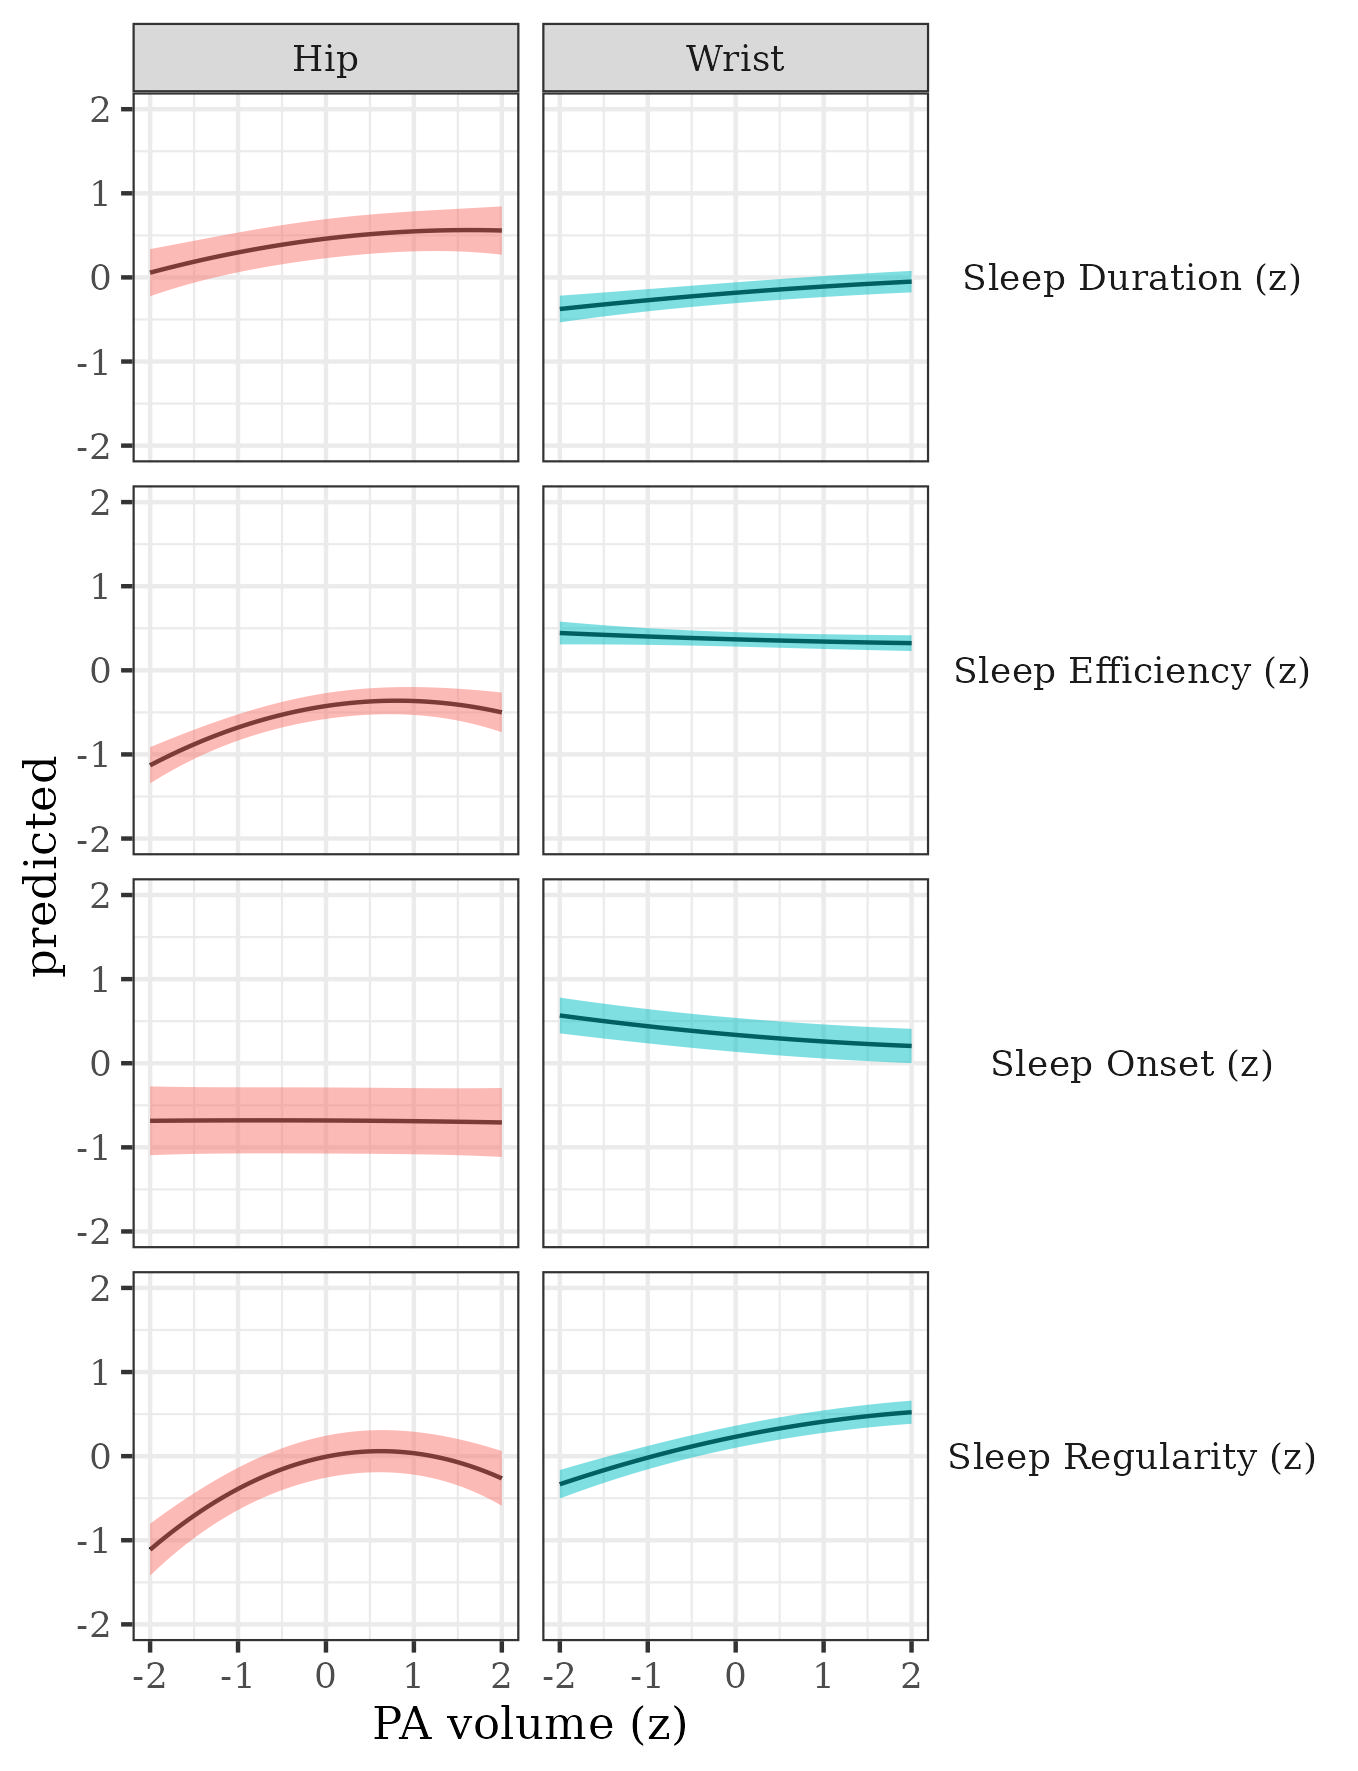 Hip Wrist
2
1
0
-1
-2
Sleep Duration (z)
2
1
0
-1
-2
Sleep Efficiency (z)
2
1
0
-1
-2
Sleep Onset (z)
2
1
0
-1
-2
Sleep Regularity (z)
predicted
-2 -1 0 1 2 -2 -1 0 1 2
PA volume (z)